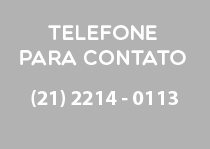 TELEFONE
PARA CONTATO
(21) 2214 - 0113